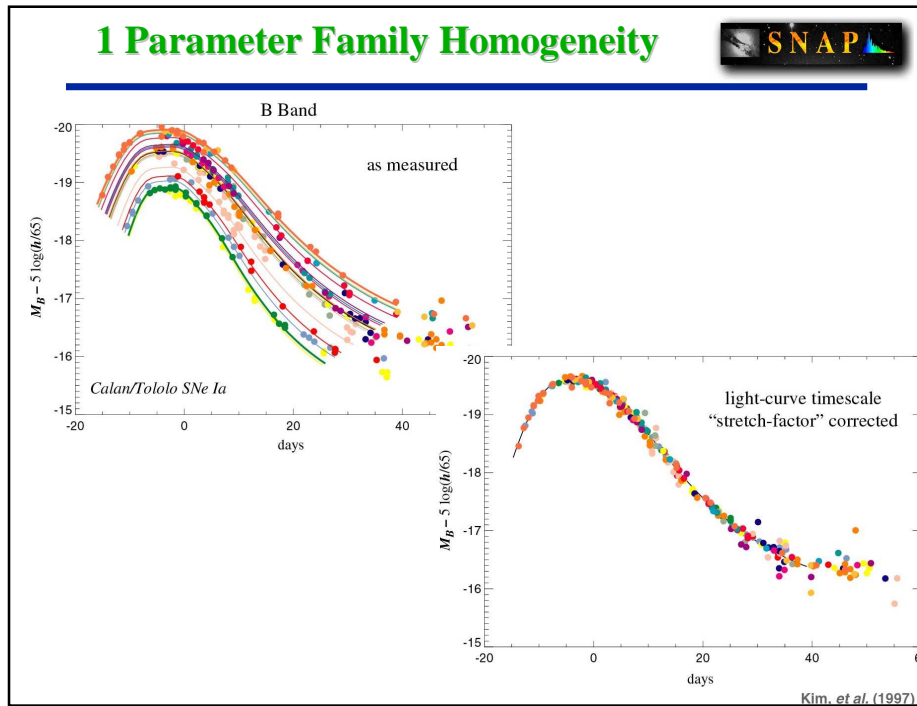 1 Parameter Family Homogeneity
S N A P
B Band
-20
-19
-18
-17
-16
-15
as measured
Calan/Tololo SNe Ia
M_B – 5 log(h/65)
-20
0
20
40
days
-20
-19
-18
-17
-16
-15
light-curve timescale
“stretch-factor” corrected
M_B – 5 log(h/65)
-20
0
20
40
days
Kim, et al. (1997)